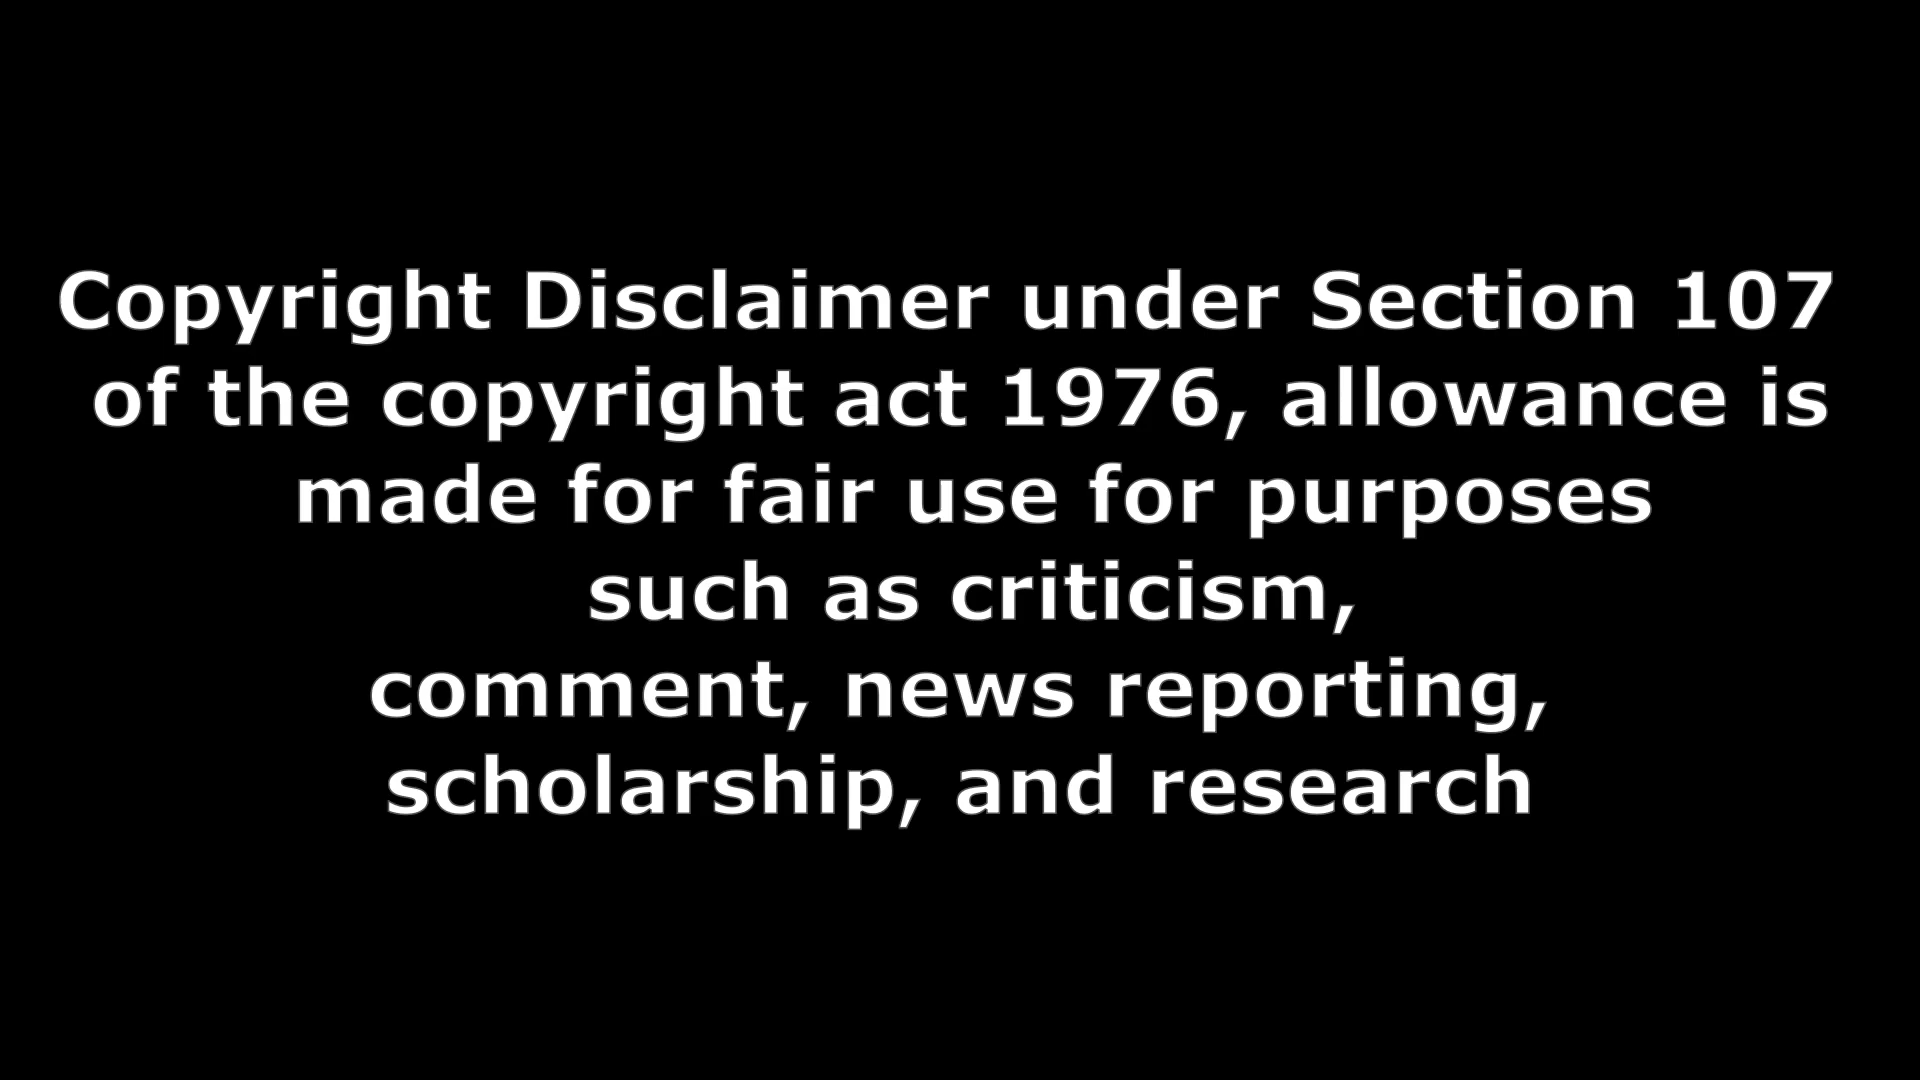 Copyright Disclaimer under Section 107
of the copyright act 1976, allowance is
made for fair use for purposes
such as criticism,
comment, news reporting,
scholarship, and research